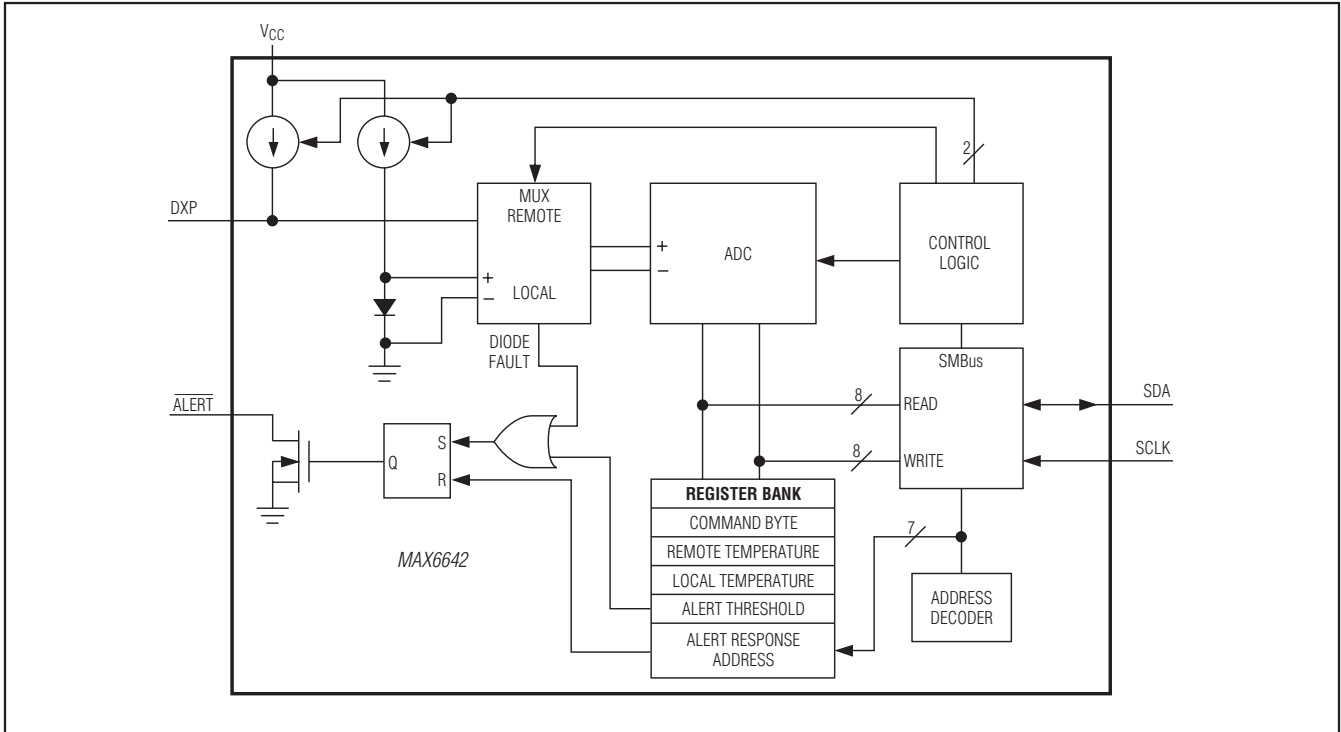 VCC
2
DXP
MUX
REMOTE
+
−
LOCAL
+
−
ADC
CONTROL
LOGIC
DIODE
FAULT
SMBus
ALERT
8
READ
SDA
S
Q
R
8
WRITE
SCLK
REGISTER BANK
COMMAND BYTE
REMOTE TEMPERATURE
LOCAL TEMPERATURE
ALERT THRESHOLD
ALERT RESPONSE
ADDRESS
7
MAX6642
ADDRESS
DECODER